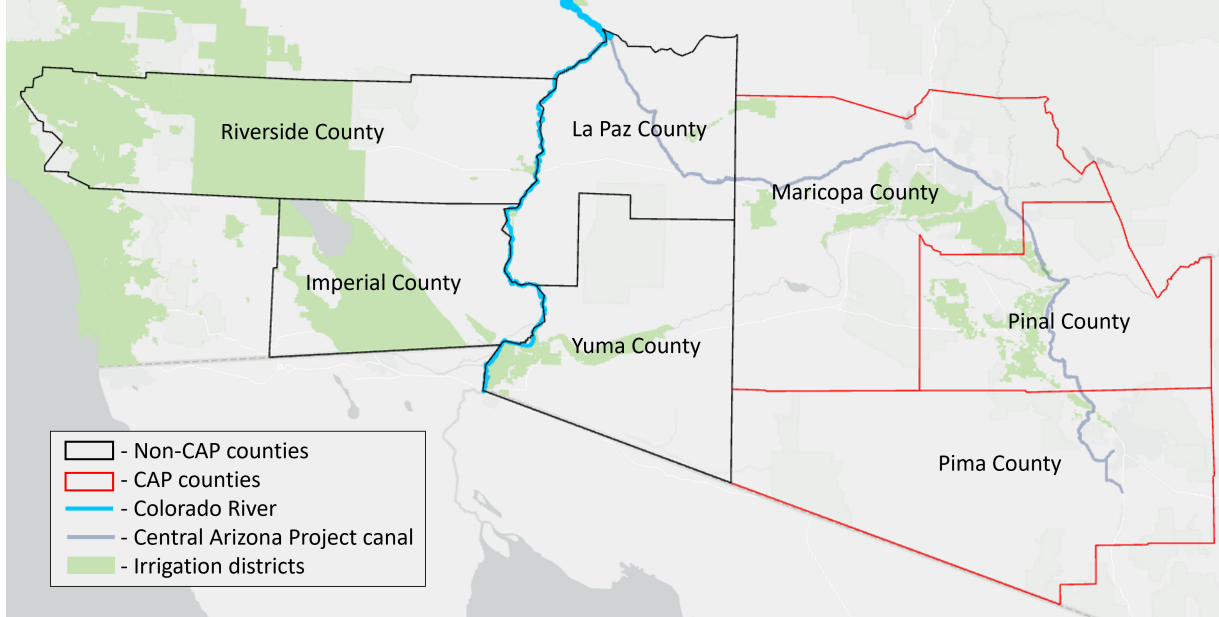 Riverside County
La Paz County
Maricopa County
Imperial County
Pinal County
Yuma County
Pima County
- Non-CAP counties
- CAP counties
- Colorado River
- Central Arizona Project canal
- Irrigation districts